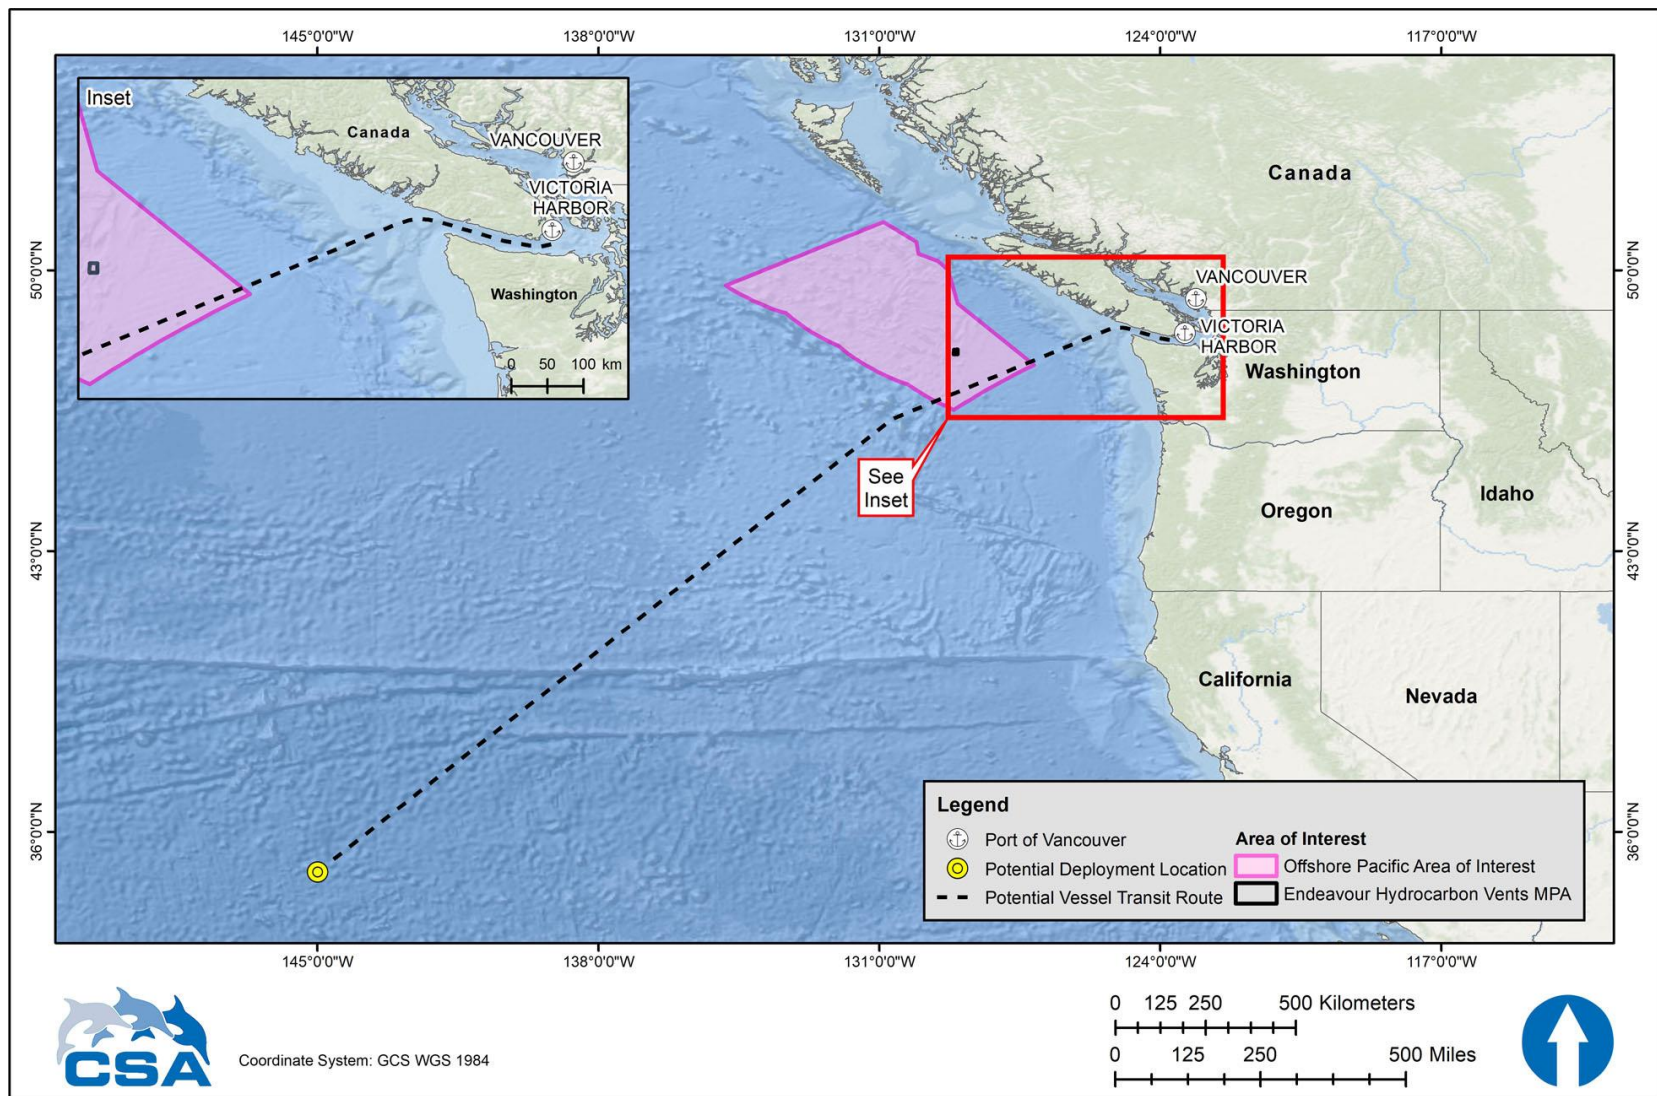 145°0'0"W
138°0'0"W
131°0'0"W
124°0'0"W
117°0'0"W
Inset
Canada
VANCOUVER
VICTORIA
HARBOR
Washington
0 50 100 km
Canada
50°0'0"N
50°0'0"N
VANCOUVER
VICTORIA
HARBOR
Washington
See
Inset
Idaho
Oregon
43°0'0"N
43°0'0"N
California
Nevada
36°0'0"N
36°0'0"N
Legend
Port of Vancouver
Potential Deployment Location
Potential Vessel Transit Route
Area of Interest
Offshore Pacific Area of Interest
Endeavour Hydrocarbon Vents MPA
145°0'0"W
138°0'0"W
131°0'0"W
124°0'0"W
117°0'0"W
CSA
Coordinate System: GCS WGS 1984
0 125 250 500 Kilometers
0 125 250 500 Miles